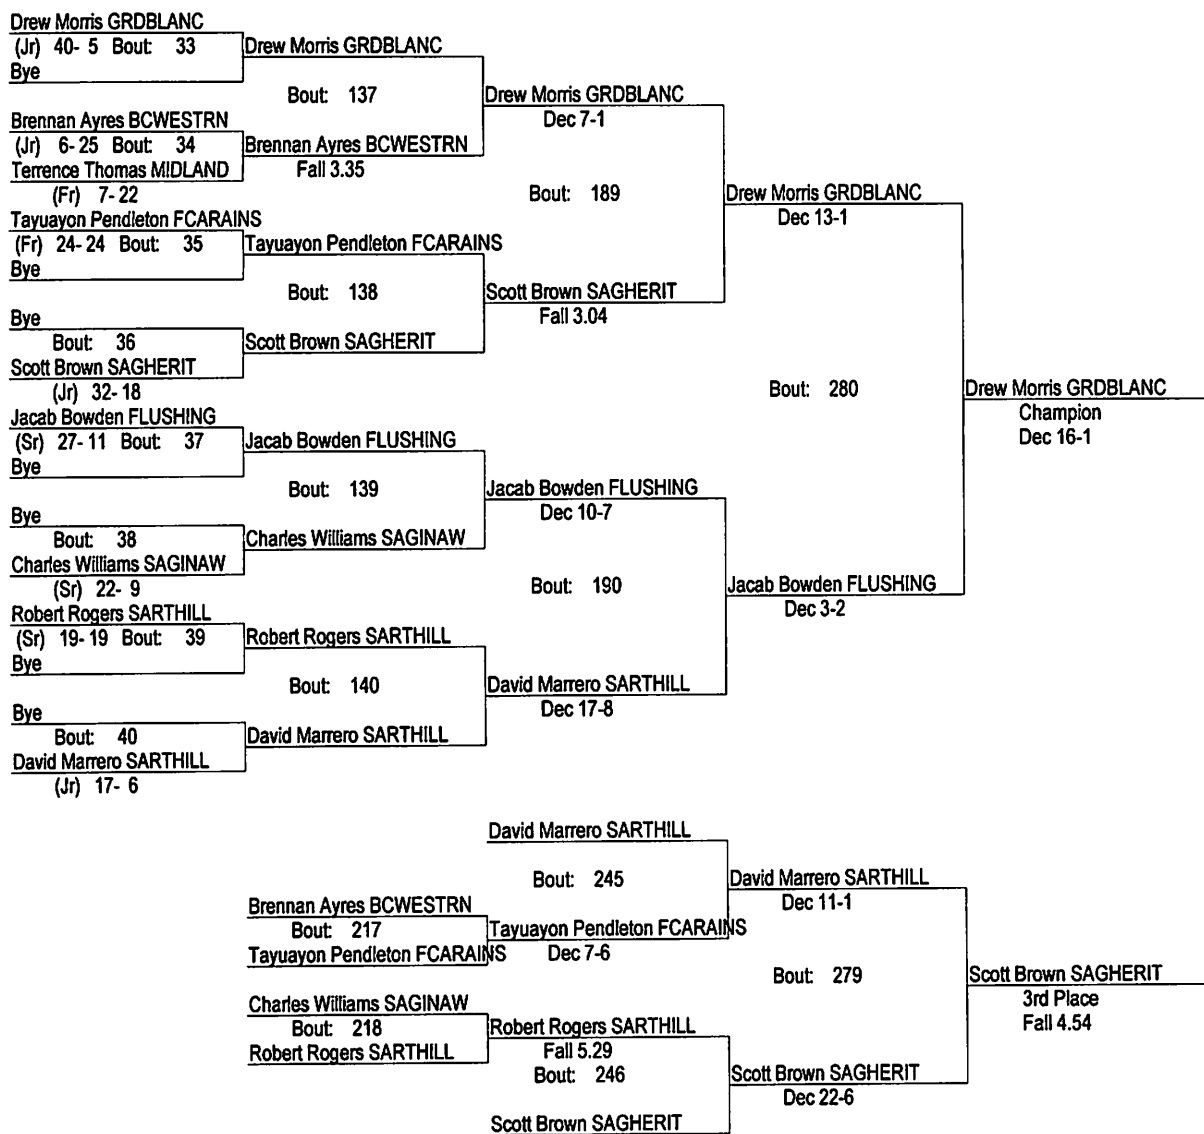 Drew Morris GRDBLANC
(Jr) 40- 5 Bout: 33
Bye
Drew Morris GRDBLANC
Bout: 137
Brennan Ayres BCWESTRN
(Jr) 6- 25 Bout: 34
Terrence Thomas MIDLAND
(Fr) 7- 22
Brennan Ayres BCWESTRN
Fall 3.35
Drew Morris GRDBLANC
Dec 7-1
Bout: 189
Tayuayon Pendleton FCARAINS
(Fr) 24- 24 Bout: 35
Bye
Tayuayon Pendleton FCARAINS
Bout: 138
Bye
Bout: 36
Scott Brown SAGHERIT
(Jr) 32- 18
Scott Brown SAGHERIT
Scott Brown SAGHERIT
Fall 3.04
Drew Morris GRDBLANC
Dec 13-1
Bout: 280
Jacab Bowden FLUSHING
(Sr) 27- 11 Bout: 37
Bye
Jacab Bowden FLUSHING
Bout: 139
Bye
Bout: 38
Charles Williams SAGINAW
(Sr) 22- 9
Charles Williams SAGINAW
Jacab Bowden FLUSHING
Dec 10-7
Bout: 190
Robert Rogers SARTHILL
(Sr) 19- 19 Bout: 39
Bye
Robert Rogers SARTHILL
Bout: 140
Bye
Bout: 40
David Marrero SARTHILL
(Jr) 17- 6
David Marrero SARTHILL
David Marrero SARTHILL
Dec 17-8
Jacab Bowden FLUSHING
Dec 3-2
Drew Morris GRDBLANC
Champion
Dec 16-1
David Marrero SARTHILL
Bout: 245
Brennan Ayres BCWESTRN
Bout: 217
Tayuayon Pendleton FCARAINS
Tayuayon Pendleton FCARAINS
Dec 7-6
David Marrero SARTHILL
Dec 11-1
Bout: 279
Charles Williams SAGINAW
Bout: 218
Robert Rogers SARTHILL
Robert Rogers SARTHILL
Fall 5.29
Bout: 246
Scott Brown SAGHERIT
Scott Brown SAGHERIT
Dec 22-6
Scott Brown SAGHERIT
3rd Place
Fall 4.54